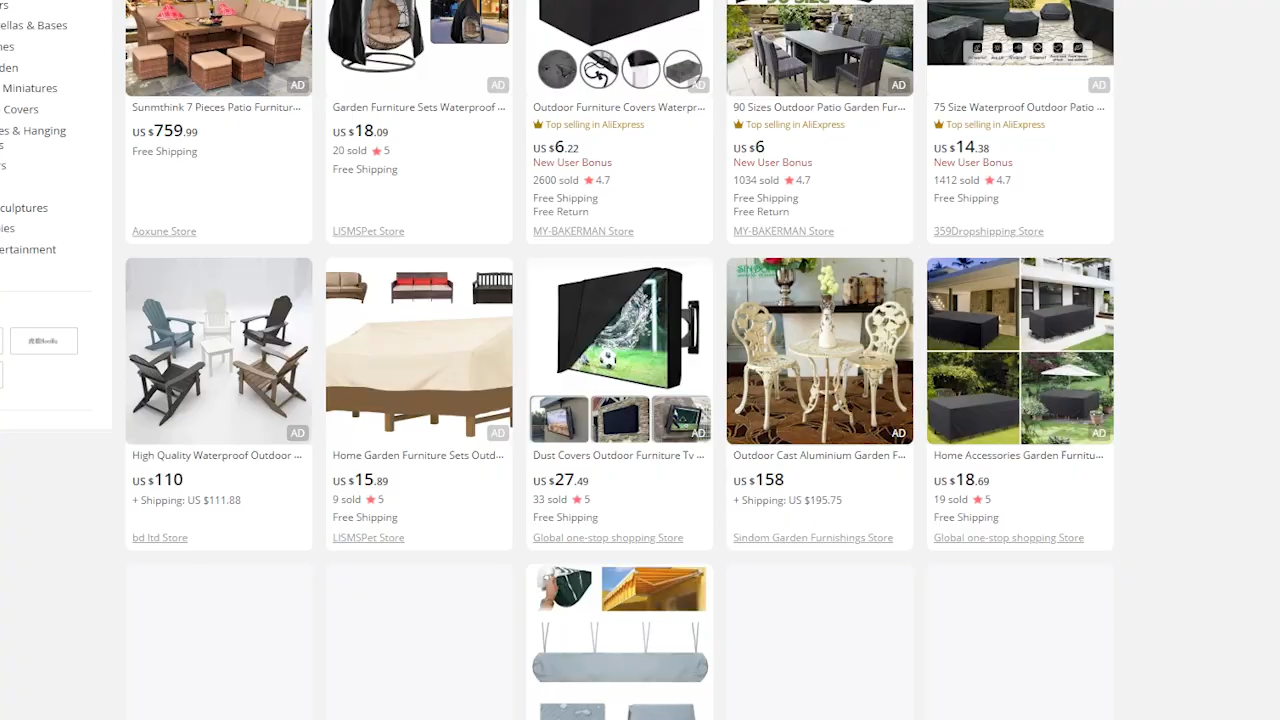 rs
ellas & Bases
nes
den
Miniatures
Covers
es & Hanging
s
rs
culptures
ies
ertainment
90 SIZE
AD
AD
AD
AD
AD
Sunmthink 7 Pieces Patio Furnitur...
US $759.99
Free Shipping
Aoxune Store
Garden Furniture Sets Waterproof ...
US $18.09
20 sold 5
Free Shipping
LISMSPet Store
Outdoor Furniture Covers Waterpr...
Top selling in AliExpress
US $6.22
New User Bonus
2600 sold 4.7
Free Shipping
Free Return
MY-BAKERMAN Store
90 Sizes Outdoor Patio Garden Fur...
Top selling in AliExpress
US $6
New User Bonus
1034 sold 4.7
Free Shipping
Free Return
MY-BAKERMAN Store
75 Size Waterproof Outdoor Patio ...
Top selling in AliExpress
US $14.38
New User Bonus
1412 sold 4.7
Free Shipping
359Dropshipping Store
AD
High Quality Waterproof Outdoor ...
US $110
+ Shipping: US $111.88
bd ltd Store
AD
Home Garden Furniture Sets Outd...
US $15.89
9 sold 5
Free Shipping
LISMSPet Store
AD
Dust Covers Outdoor Furniture Tv ...
US $27.49
33 sold 5
Free Shipping
Global one-stop shopping Store
SINDOM
AD
Outdoor Cast Aluminium Garden F...
US $158
+ Shipping: US $195.75
Sindom Garden Furnishings Store
AD
Home Accessories Garden Furnitu...
US $18.69
19 sold 5
Free Shipping
Global one-stop shopping Store